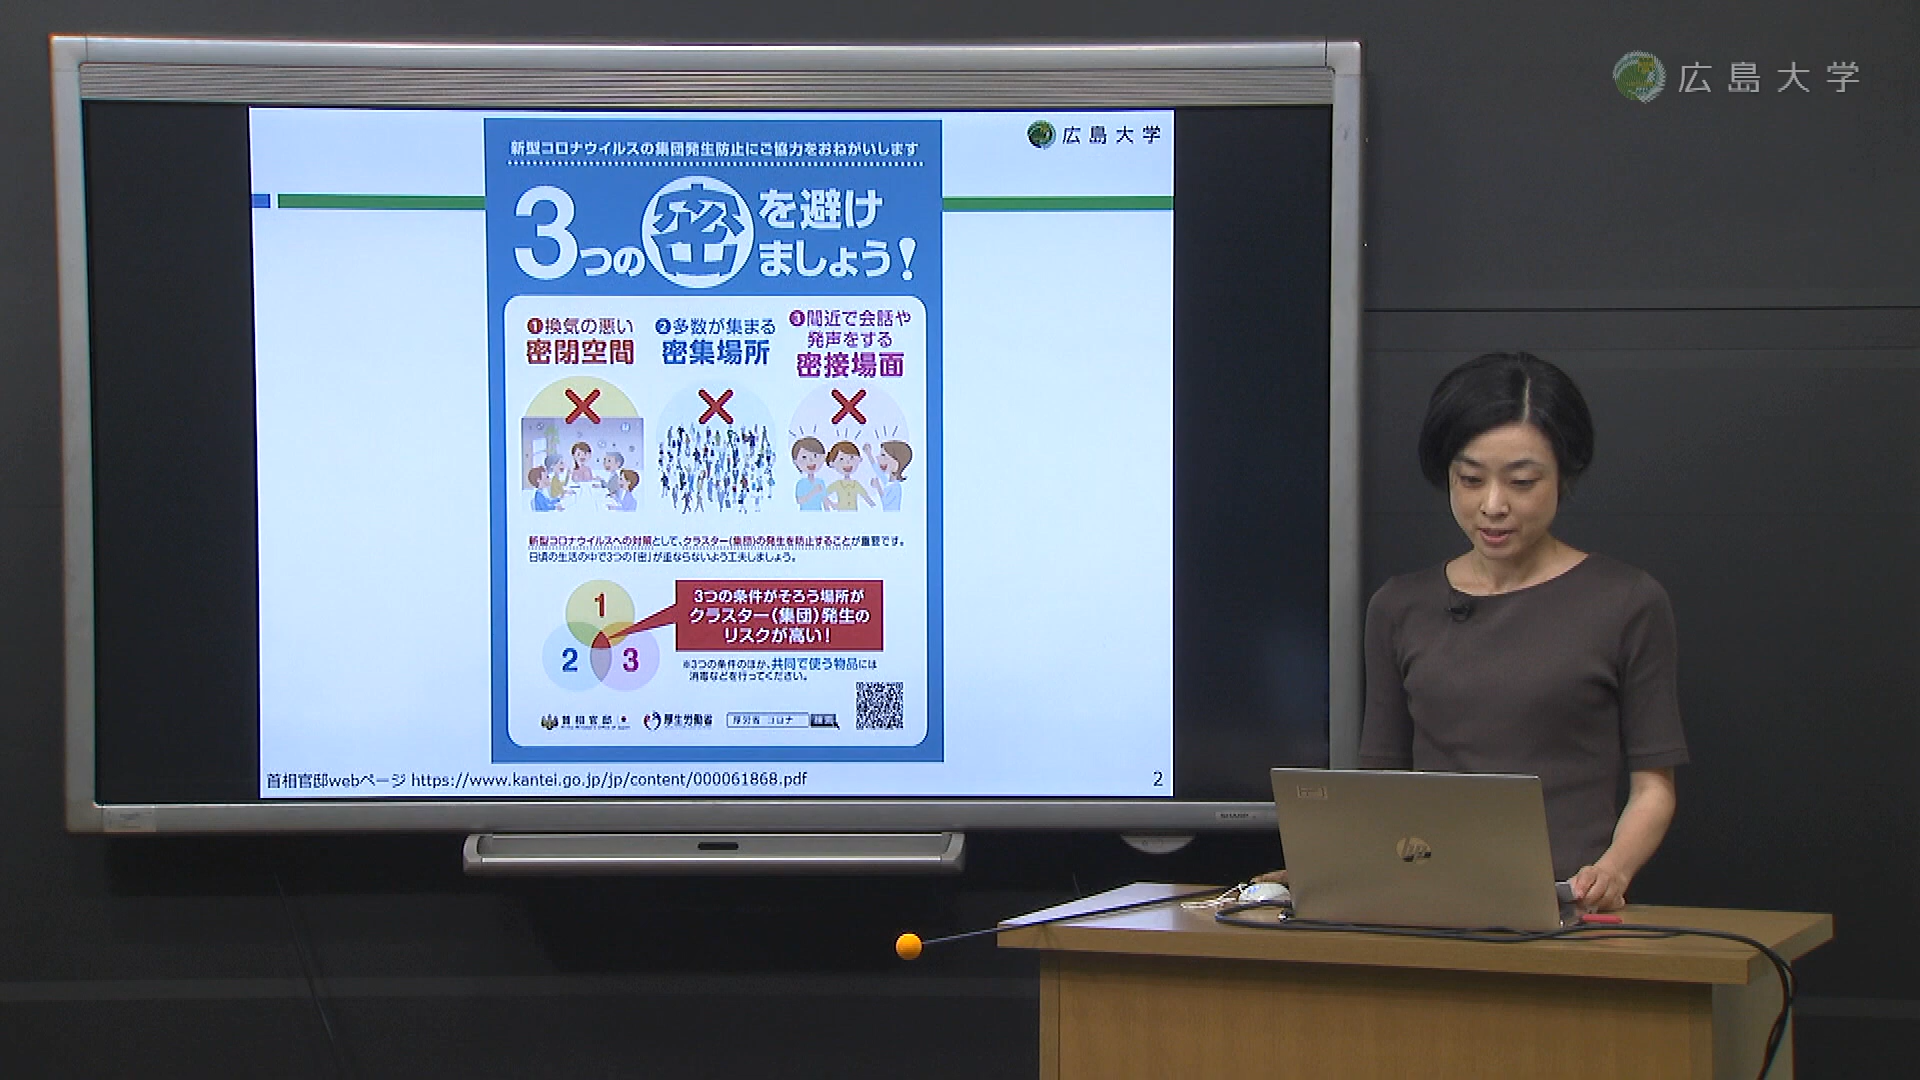 広島大学
広島大学
新型コロナウイルスの集団発生防止にご協力をおねがいします
3つの密を避け
ましょう!
❶換気の悪い
密閉空間
❷多数が集まる
密集場所
❸間近で会話や
発声をする
密接場面
新型コロナウイルスへの対策として、クラスター(集団)の発生を防止することが重要です。
日頃の生活の中で3つの「密」が重ならないよう工夫しましょう。
1
2
3
3つの条件がそろう場所が
クラスター(集団)発生の
リスクが高い!
※3つの条件のほか、共同で使う物品には
消毒などを行ってください。
首相官邸
厚生労働省
厚労省 コロナ 検索
首相官邸webページ https://www.kantei.go.jp/jp/content/000061868.pdf
2
SHARP
hp